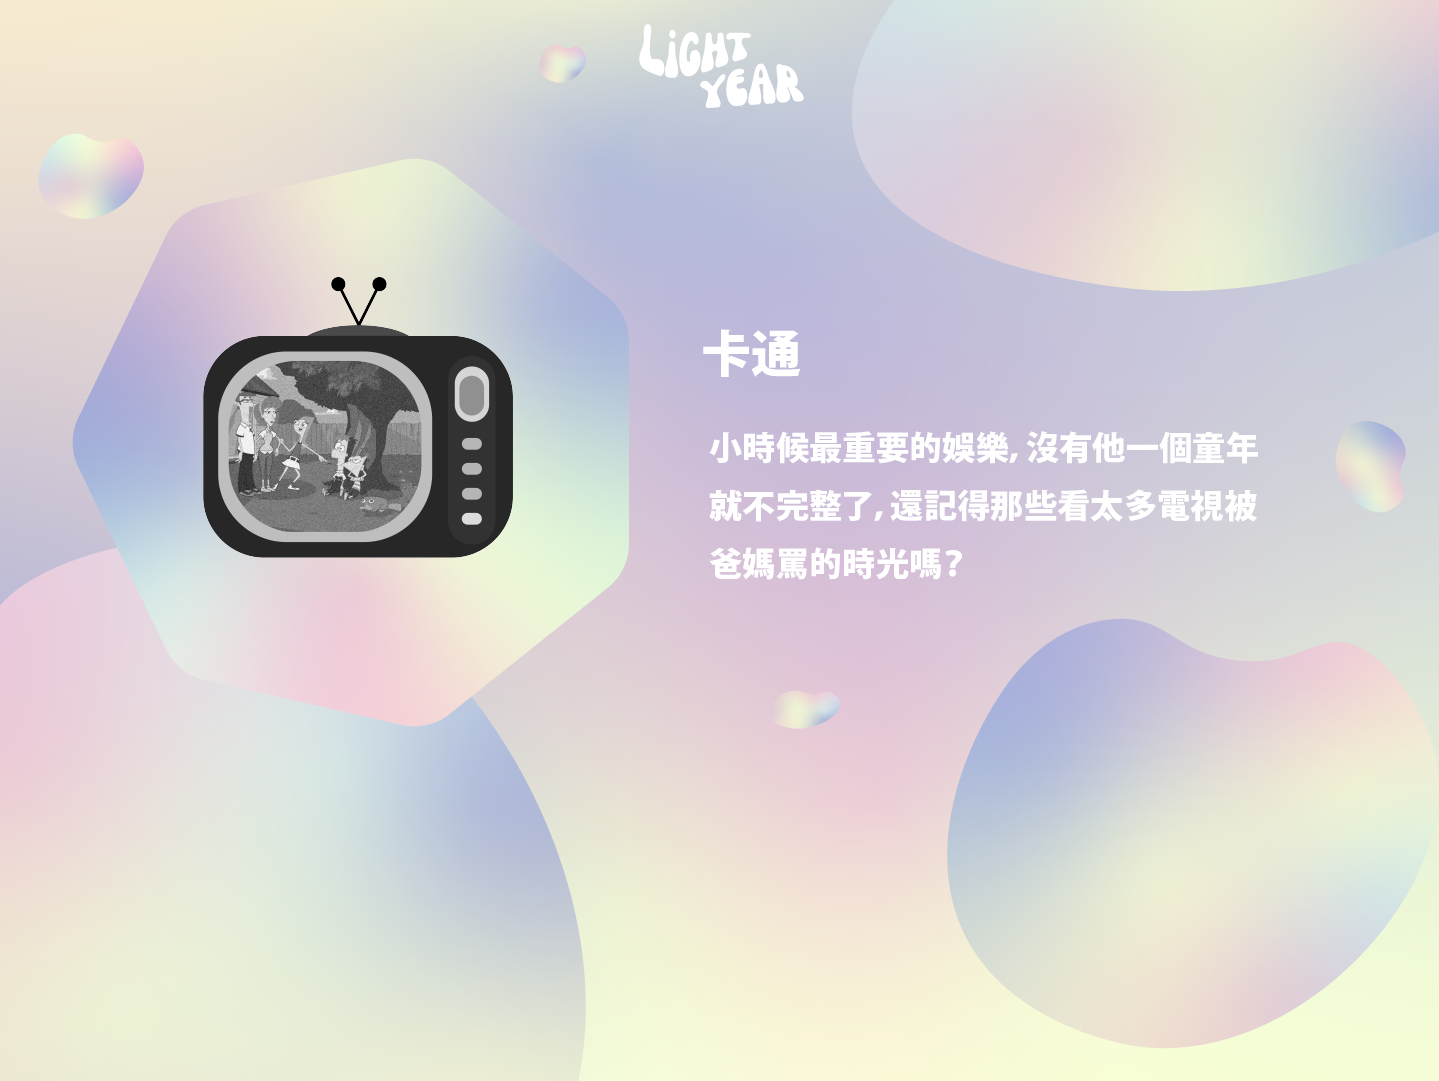 LiGHT
YEAR
卡通
小時候最重要的娛樂, 沒有他一個童年
就不完整了, 還記得那些看太多電視被
爸媽罵的時光嗎?